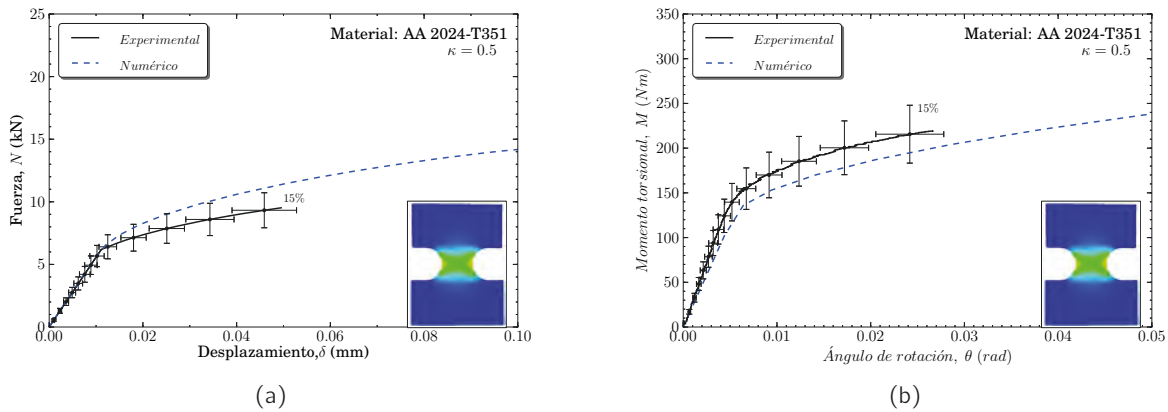 25
20
15
10
5
0
0.00
0.02
0.04
0.06
0.08
0.10
Fuerza, N (kN)
Desplazamiento,δ (mm)
Experimental
Numérico
Material: AA 2024-T351
κ = 0.5
15%
(a)
350
300
250
200
150
100
50
0
0.00
0.01
0.02
0.03
0.04
0.05
Momento torsional, M (Nm)
Ángulo de rotación, θ (rad)
Experimental
Numérico
Material: AA 2024-T351
κ = 0.5
15%
(b)